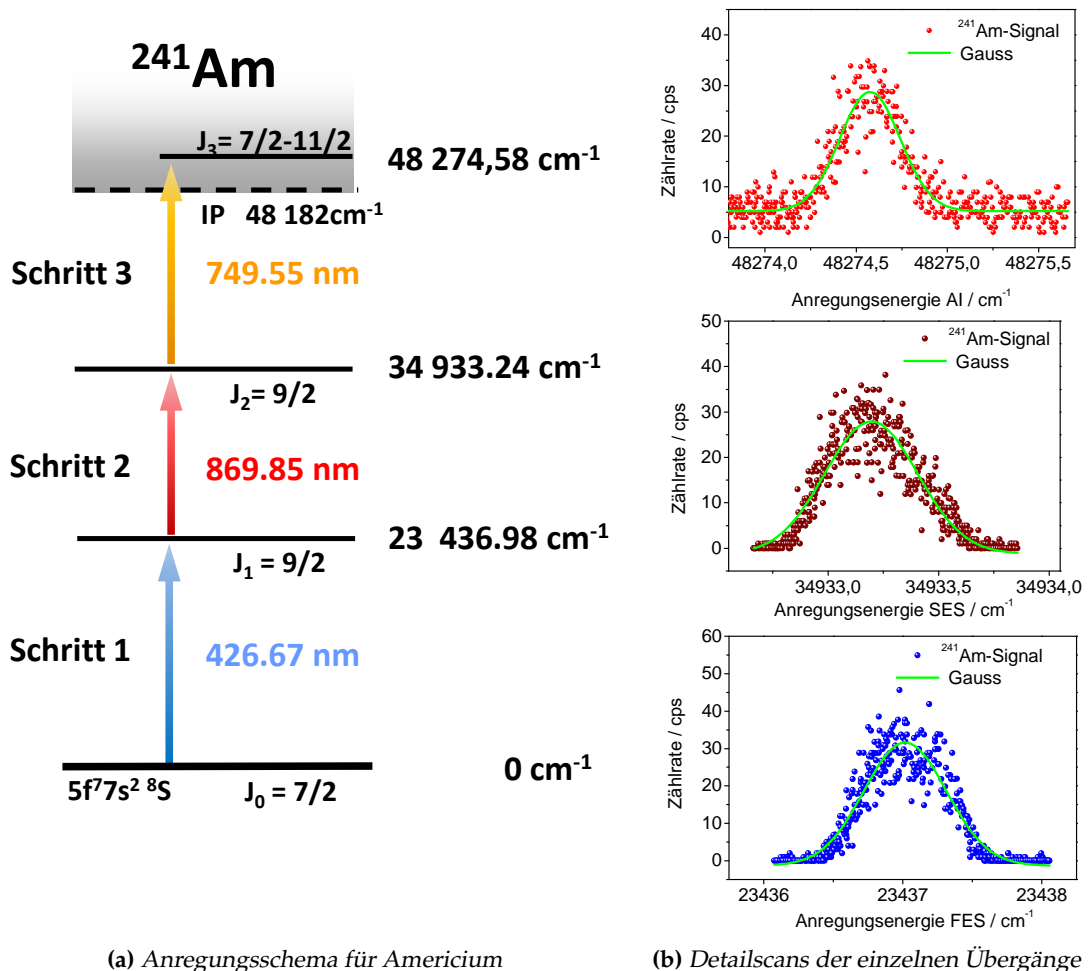 241Am
J3= 7/2-11/2
48 274,58 cm-1
IP 48 182cm-1
Schritt 3
749.55 nm
34 933.24 cm-1
J2= 9/2
Schritt 2
869.85 nm
23 436.98 cm-1
J1= 9/2
Schritt 1
426.67 nm
0 cm-1
5f77s2 8S
J0 = 7/2
(a) Anregungsschema für Americium
241Am-Signal
Gauss
Zählrate / cps
40
30
20
10
0
48274,0 48274,5 48275,0 48275,5
Anregungsenergie AI / cm-1
241Am-Signal
Gauss
Zählrate / cps
50
40
30
20
10
0
34933,0 34933,5 34934,0
Anregungsenergie SES / cm-1
241Am-Signal
Gauss
Zählrate / cps
60
50
40
30
20
10
0
23436 23437 23438
Anregungsenergie FES / cm-1
(b) Detailscans der einzelnen Übergänge